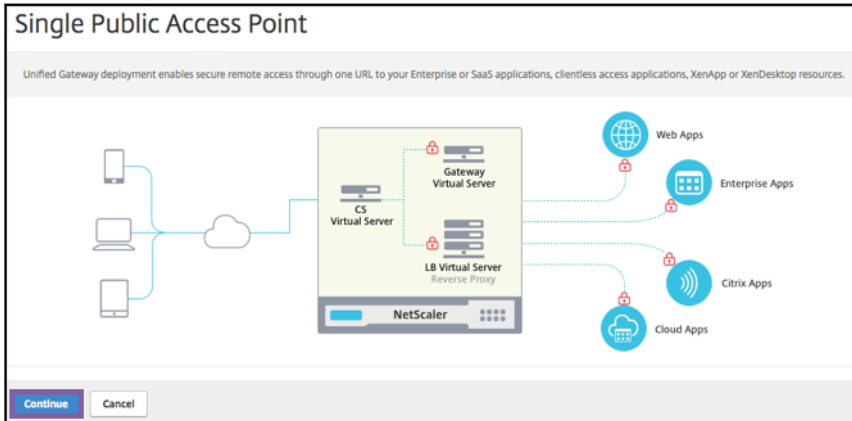 Single Public Access Point
Unified Gateway deployment enables secure remote access through one URL to your Enterprise or SaaS applications, clientless access applications, XenApp or XenDesktop resources.
Web Apps
Gateway
Virtual Server
Enterprise Apps
CS
Virtual Server
LB Virtual Server
Reverse Proxy
Citrix Apps
NetScaler
Cloud Apps
Continue
Cancel